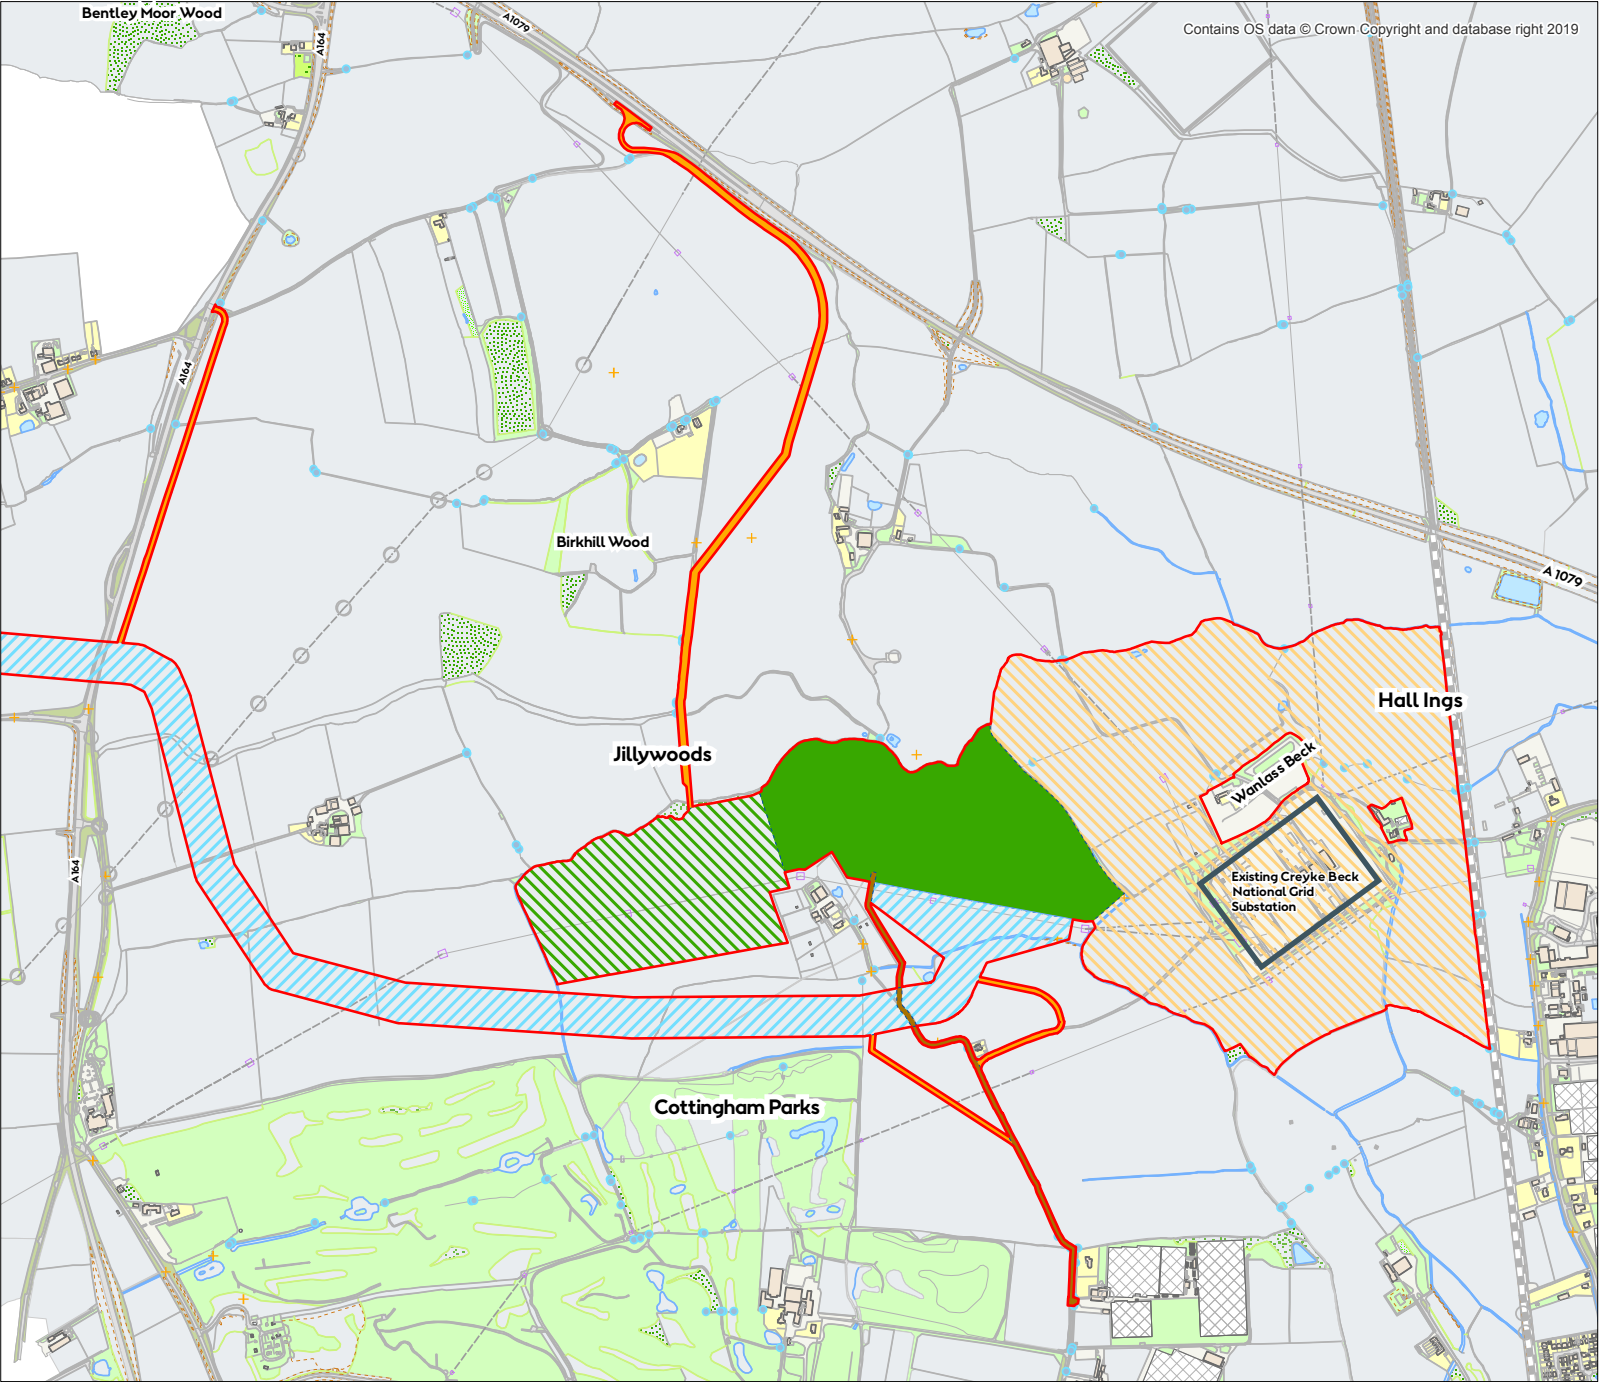 Bentley Moor Wood
A164
A1079
Contains OS data © Crown Copyright and database right 2019
A164
Birkhill Wood
A 1079
Hall Ings
Jillywoods
Wanlass Beck
A164
Existing Creyke Beck
National Grid
Substation
Cottingham Parks